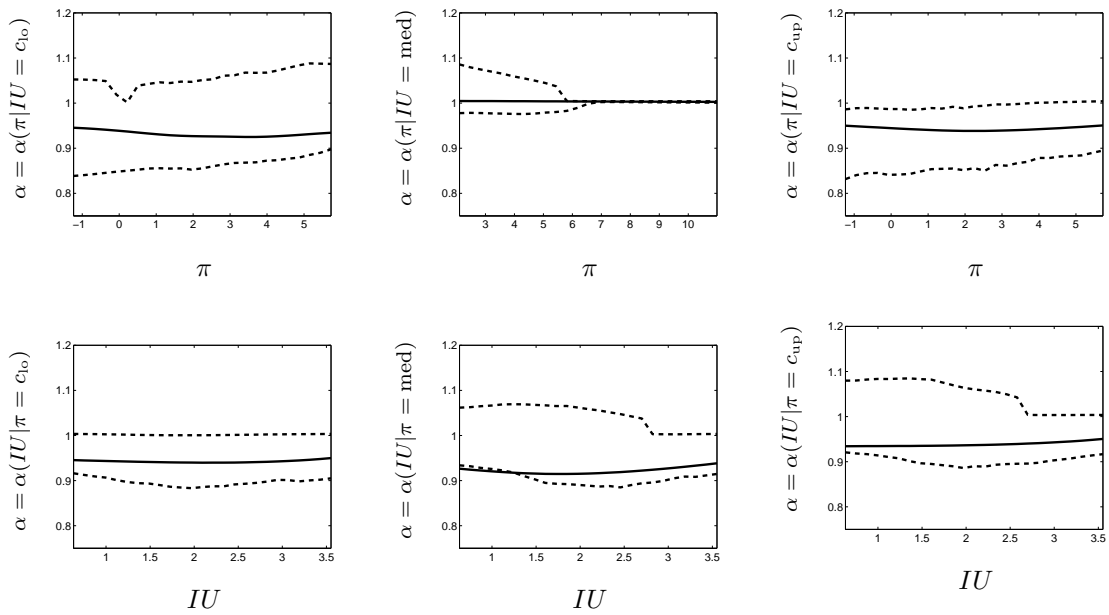 α = α(π|IU = c_lo)
1.2
1.1
1
0.9
0.8
−1 0 1 2 3 4 5
π
α = α(π|IU = med)
1.2
1.1
1
0.9
0.8
3 4 5 6 7 8 9 10
π
α = α(π|IU = c_up)
1.2
1.1
1
0.9
0.8
−1 0 1 2 3 4 5
π
α = α(IU|π = c_lo)
1.2
1.1
1
0.9
0.8
1 1.5 2 2.5 3 3.5
IU
α = α(IU|π = med)
1.2
1.1
1
0.9
0.8
1 1.5 2 2.5 3 3.5
IU
α = α(IU|π = c_up)
1.2
1.1
1
0.9
0.8
1 1.5 2 2.5 3 3.5
IU